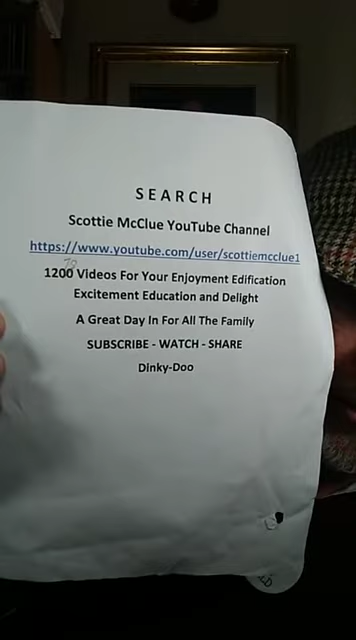 SEARCH
Scottie McClue YouTube Channel
https://www.youtube.com/user/scottiemcclue1
1200 Videos For Your Enjoyment Edification
Excitement Education and Delight
A Great Day In For All The Family
SUBSCRIBE - WATCH - SHARE
Dinky-Doo